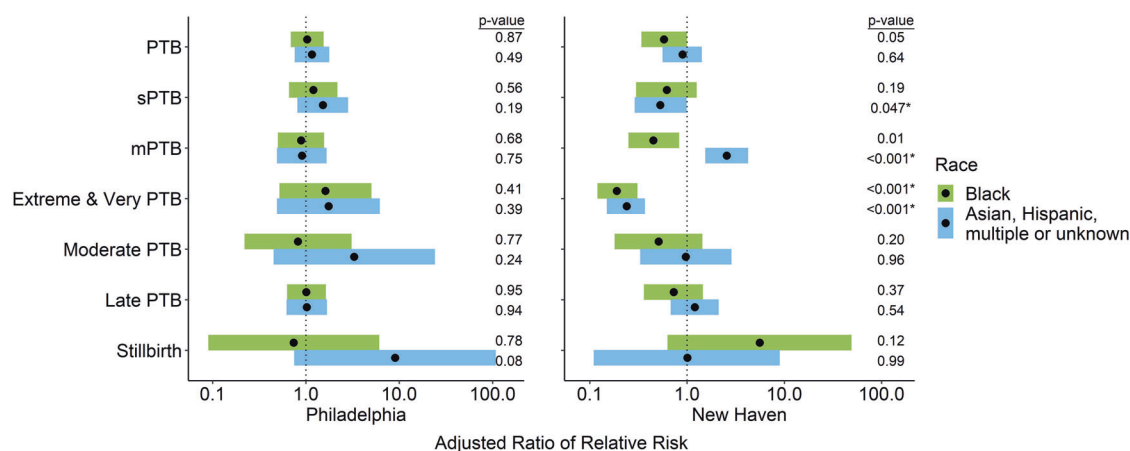 p-value
p-value
PTB
0.87
0.05
0.49
0.64
sPTB
0.56
0.19
0.19
0.047*
mPTB
0.68
0.01
0.75
<0.001*
Race
Extreme & Very PTB
0.41
<0.001*
Black
0.39
<0.001*
Asian, Hispanic,
multiple or unknown
Moderate PTB
0.77
0.20
0.24
0.96
Late PTB
0.95
0.37
0.94
0.54
Stillbirth
0.78
0.12
0.08
0.99
0.1
1.0
10.0
100.0
0.1
1.0
10.0
100.0
Philadelphia
New Haven
Adjusted Ratio of Relative Risk